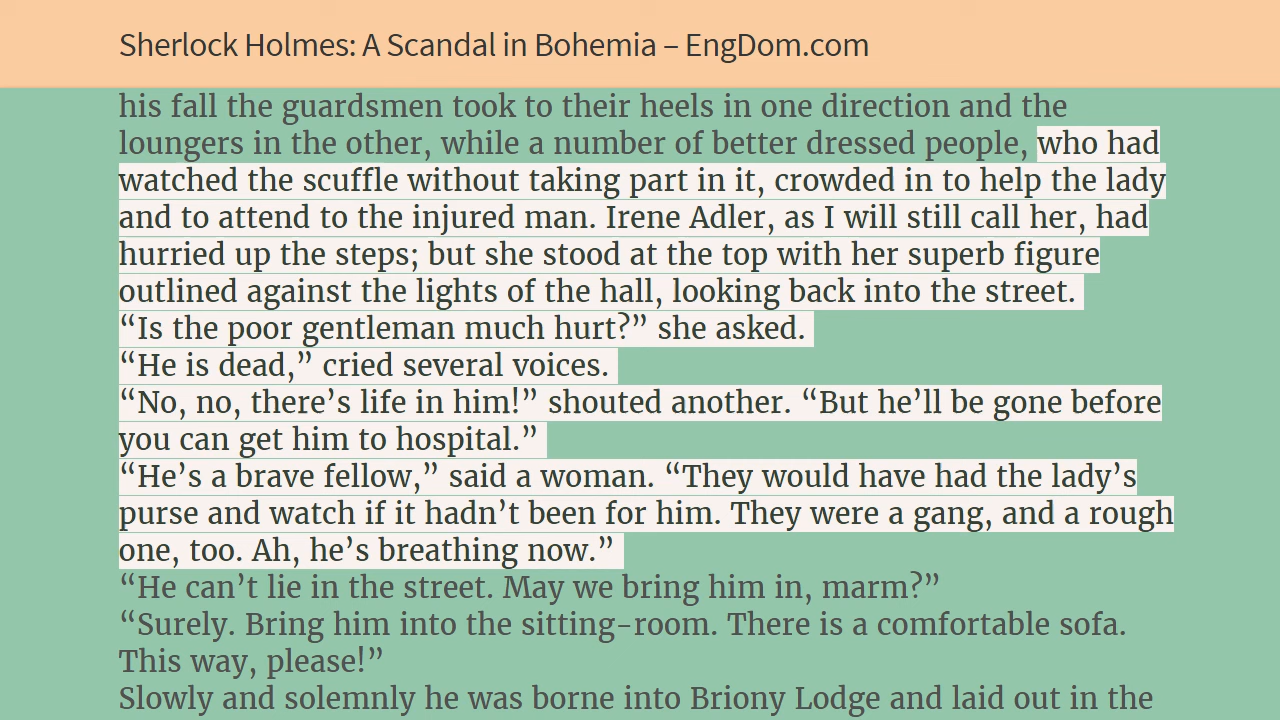 Sherlock Holmes: A Scandal in Bohemia – EngDom.com
his fall the guardsmen took to their heels in one direction and the
loungers in the other, while a number of better dressed people, who had
watched the scuffle without taking part in it, crowded in to help the lady
and to attend to the injured man. Irene Adler, as I will still call her, had
hurried up the steps; but she stood at the top with her superb figure
outlined against the lights of the hall, looking back into the street.
“Is the poor gentleman much hurt?” she asked.
“He is dead,” cried several voices.
“No, no, there’s life in him!” shouted another. “But he’ll be gone before
you can get him to hospital.”
“He’s a brave fellow,” said a woman. “They would have had the lady’s
purse and watch if it hadn’t been for him. They were a gang, and a rough
one, too. Ah, he’s breathing now.”
“He can’t lie in the street. May we bring him in, marm?”
“Surely. Bring him into the sitting-room. There is a comfortable sofa.
This way, please!”
Slowly and solemnly he was borne into Briony Lodge and laid out in the